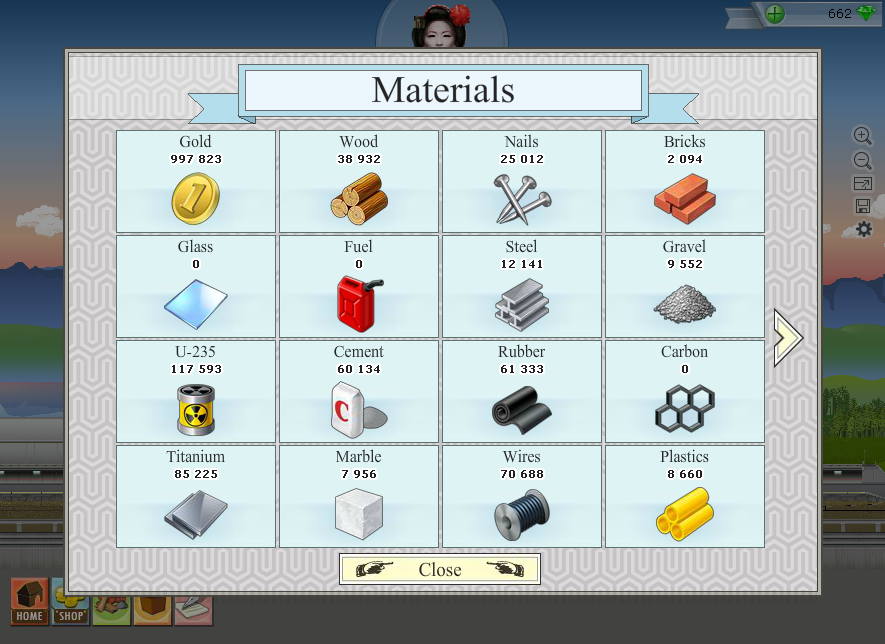 662
Materials
Gold Wood Nails Bricks
997 823 38 932 25 012 2 094
1
Glass Fuel Steel Gravel
0 0 12 141 9 552
U-235 Cement Rubber Carbon
117 593 60 134 61 333 0
C
Titanium Marble Wires Plastics
85 225 7 956 70 688 8 660
Close
HOME SHOP